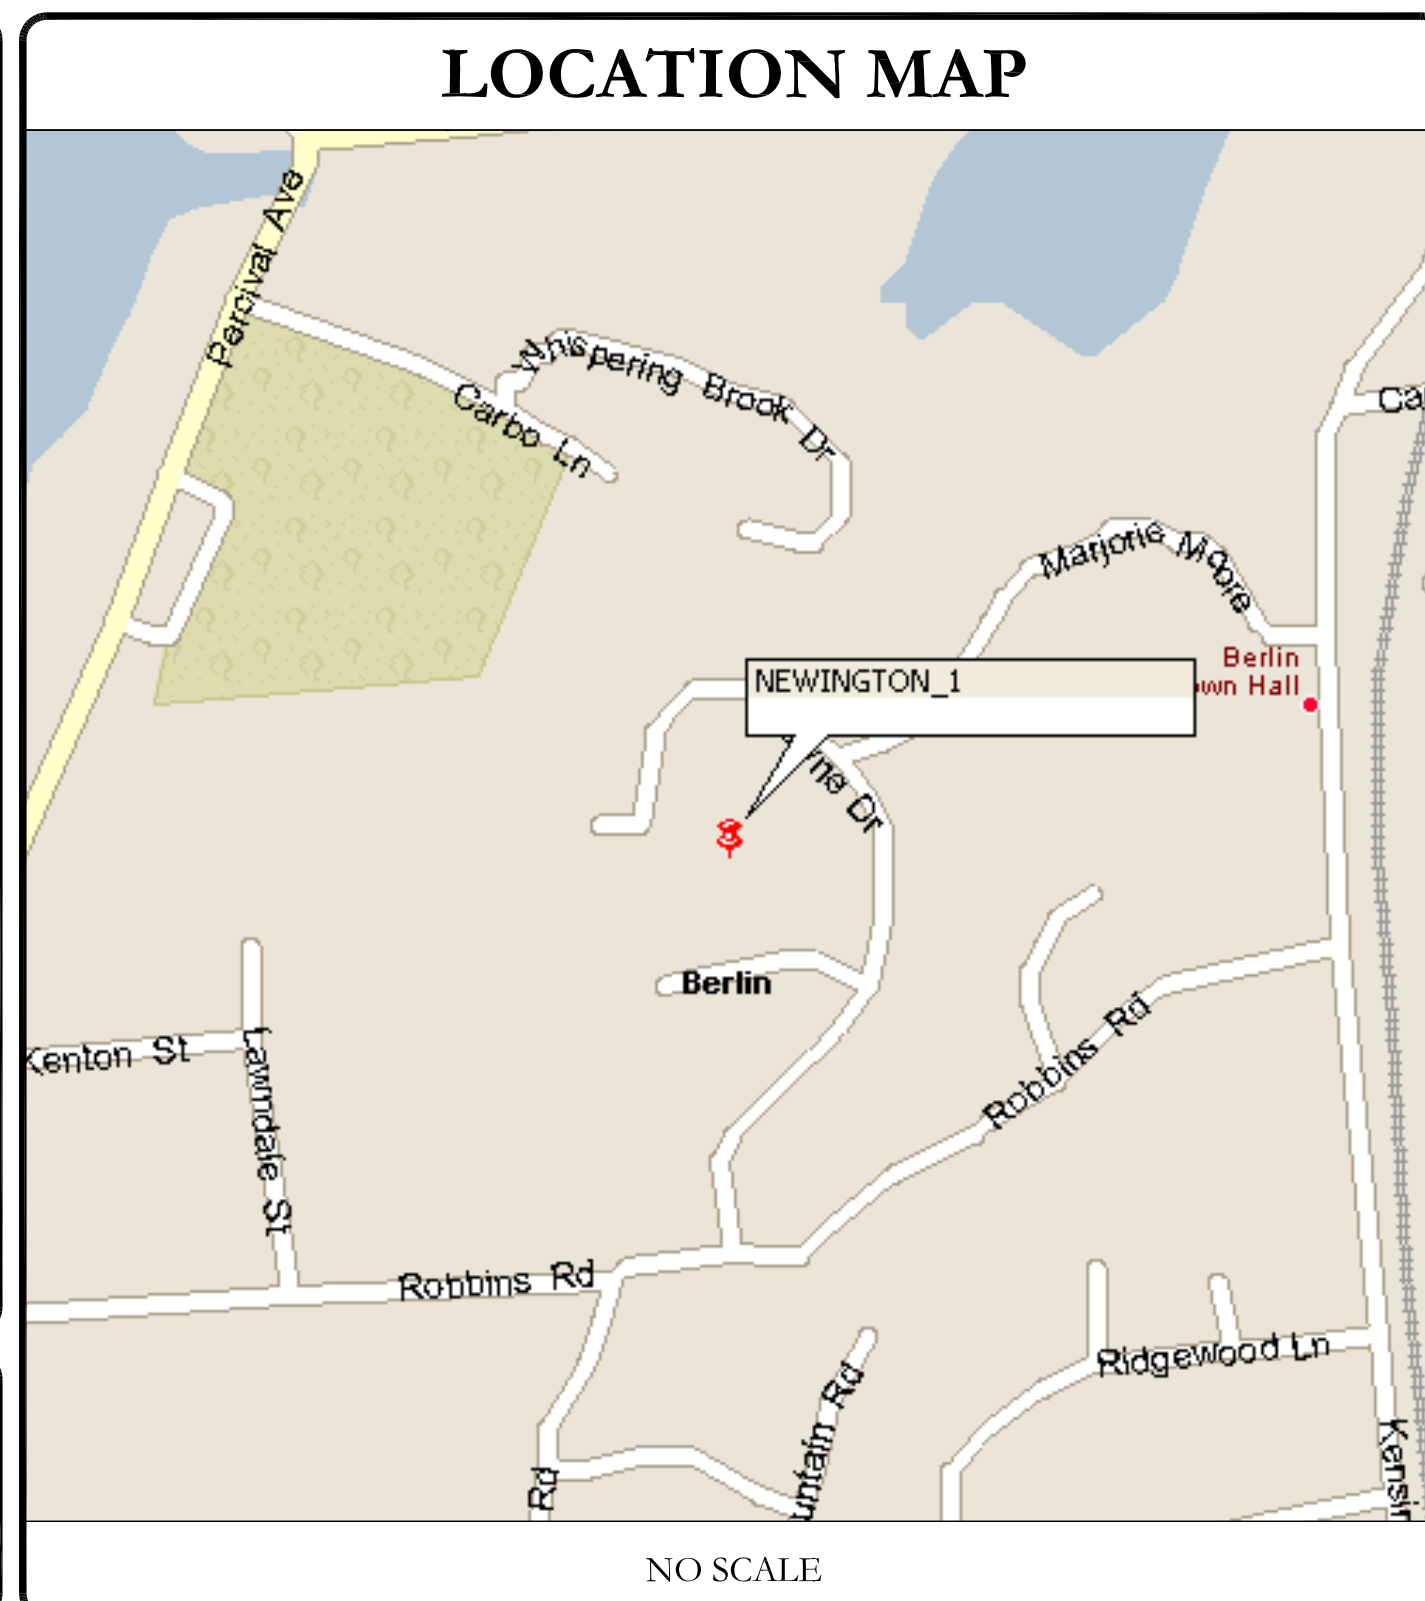 LOCATION MAP
Percival Ave
Whispering Brook Dr
Carbo Ln
Marjorie Moore
Berlin
NEWINGTON_1
Dr
Berlin
Kenton St
Lawndale St
Robbins Rd
Robbins Rd
Ridgewood Ln
Rd
Rd
NO SCALE